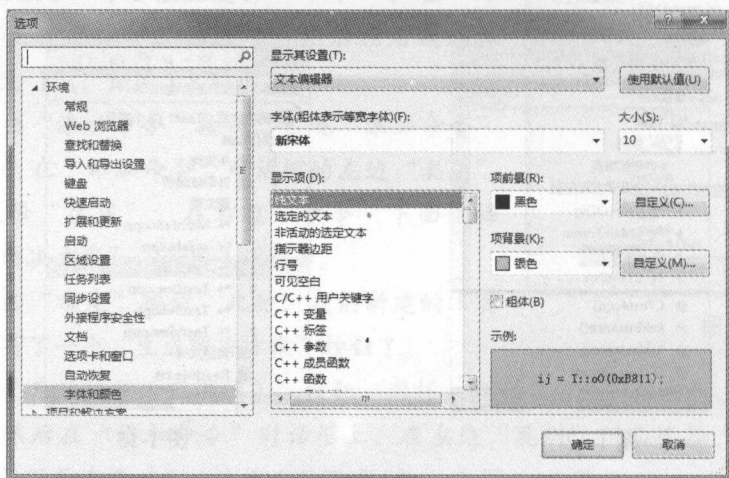 选项
环境
常规
Web 浏览器
查找和替换
导入和导出设置
键盘
快速启动
扩展和更新
启动
区域设置
任务列表
同步设置
外接程序安全性
文档
选项卡和窗口
自动恢复
字体和颜色
项目和解决方案
显示其设置(T):
文本编辑器
使用默认值(U)
字体(粗体表示等宽字体)(F):
大小(S):
新宋体
10
显示项(D):
纯文本
选定的文本
非活动的选定文本
指示器边距
行号
可见空白
C/C++ 用户关键字
C++ 变量
C++ 标签
C++ 参数
C++ 成员函数
C++ 函数
项前景(R):
黑色
自定义(C)...
项背景(K):
银色
自定义(M)...
粗体(B)
示例:
ij = I::oO(0xB811);
确定
取消